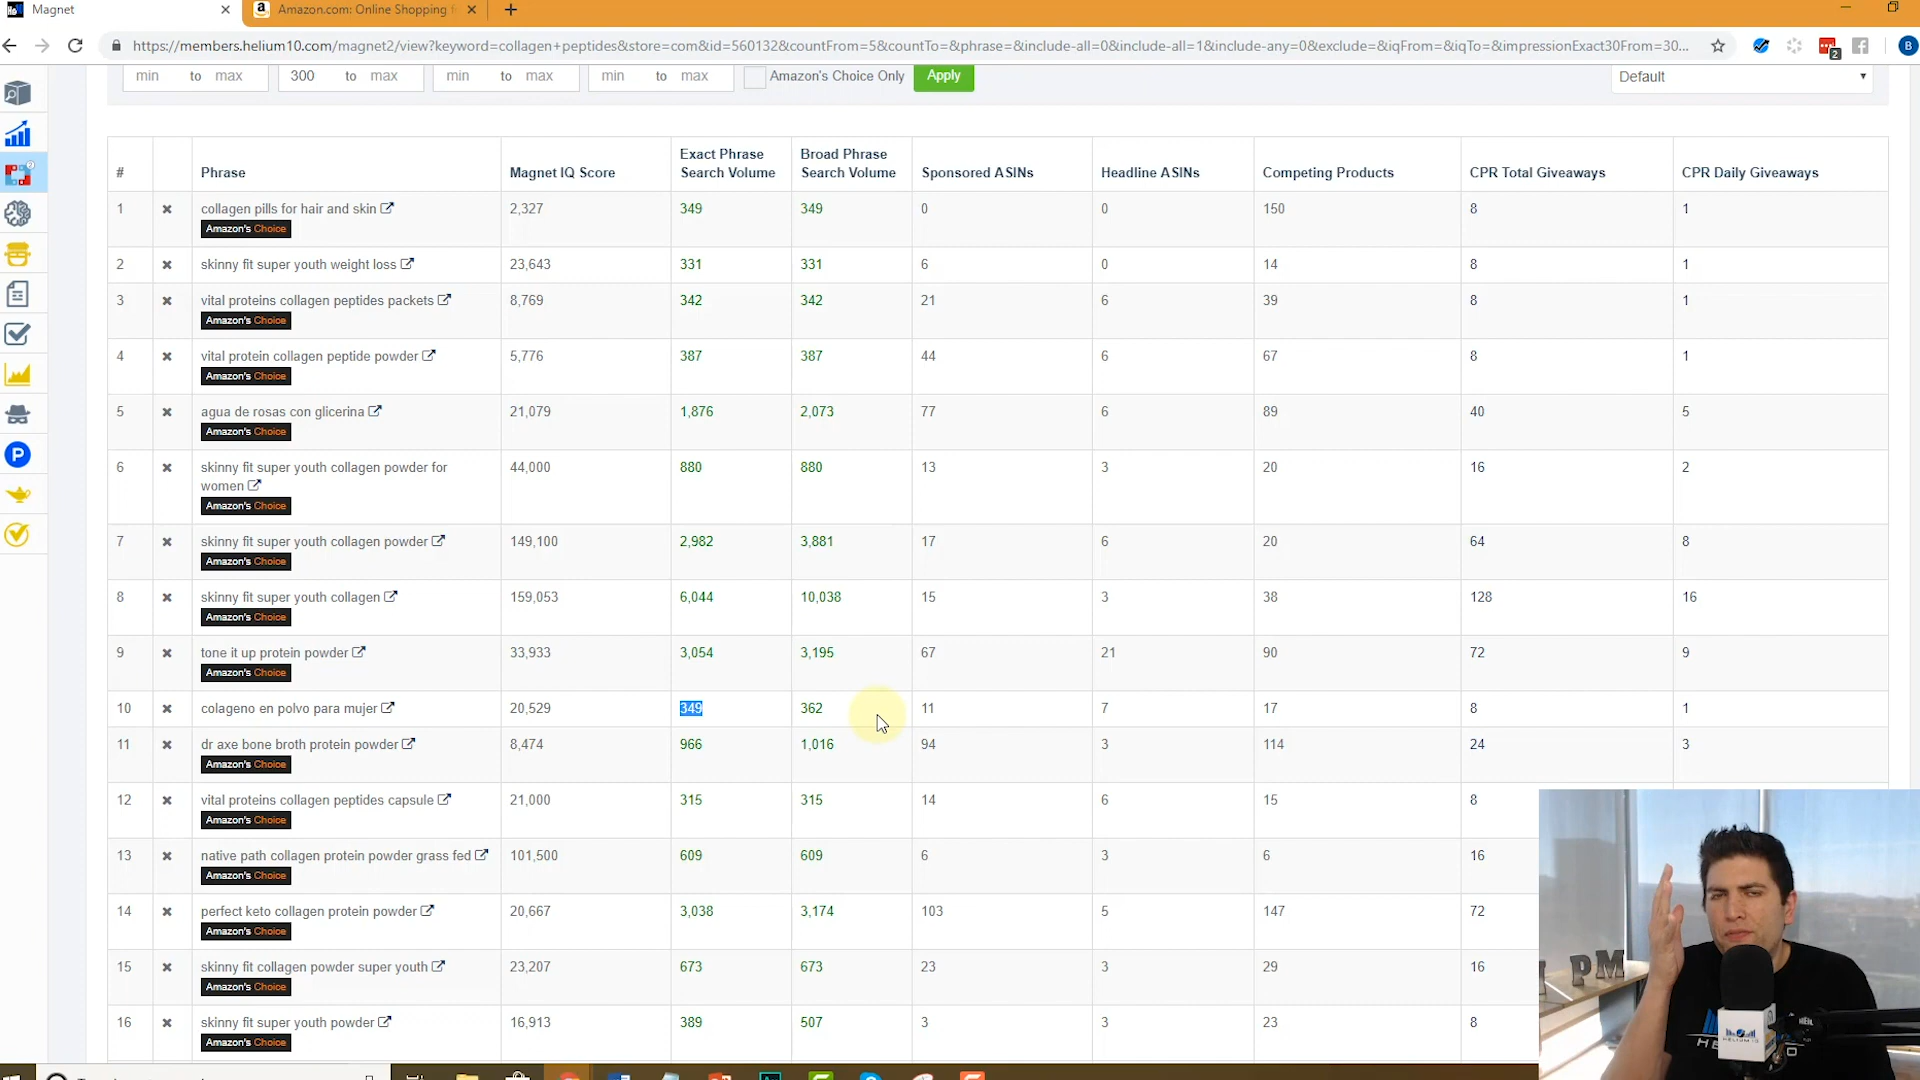 Magnet
Amazon.com: Online Shopping f
https://members.helium10.com/magnet2/view?keyword=collagen+peptides&store=com&id=560132&countFrom=5&countTo=&phrase=&include-all=0&include-all=1&include-any=0&exclude=&iqFrom=&iqTo=&impressionExact30From=30...
2
B
min to max 300 to max min to max min to max Amazon's Choice Only Apply Default
# Phrase Magnet IQ Score Exact Phrase Search Volume Broad Phrase Search Volume Sponsored ASINs Headline ASINs Competing Products CPR Total Giveaways CPR Daily Giveaways
1 collagen pills for hair and skin 2,327 349 349 0 0 150 8 1
Amazon's Choice
2 skinny fit super youth weight loss 23,643 331 331 6 0 14 8 1
3 vital proteins collagen peptides packets 8,769 342 342 21 6 39 8 1
Amazon's Choice
4 vital protein collagen peptide powder 5,776 387 387 44 6 67 8 1
Amazon's Choice
5 agua de rosas con glicerina 21,079 1,876 2,073 77 6 89 40 5
Amazon's Choice
6 skinny fit super youth collagen powder for 44,000 880 880 13 3 20 16 2
women
Amazon's Choice
7 skinny fit super youth collagen powder 149,100 2,982 3,881 17 6 20 64 8
Amazon's Choice
8 skinny fit super youth collagen 159,053 6,044 10,038 15 3 38 128 16
Amazon's Choice
9 tone it up protein powder 33,933 3,054 3,195 67 21 90 72 9
Amazon's Choice
10 colageno en polvo para mujer 20,529 349 362 11 7 17 8 1
11 dr axe bone broth protein powder 8,474 966 1,016 94 3 114 24 3
Amazon's Choice
12 vital proteins collagen peptides capsule 21,000 315 315 14 6 15 8
Amazon's Choice
13 native path collagen protein powder grass fed 101,500 609 609 6 3 6 16
Amazon's Choice
14 perfect keto collagen protein powder 20,667 3,038 3,174 103 5 147 72
Amazon's Choice
15 skinny fit collagen powder super youth 23,207 673 673 23 3 29 16
Amazon's Choice
16 skinny fit super youth powder 16,913 389 507 3 3 23 8
Amazon's Choice
PM
HELIUM 10